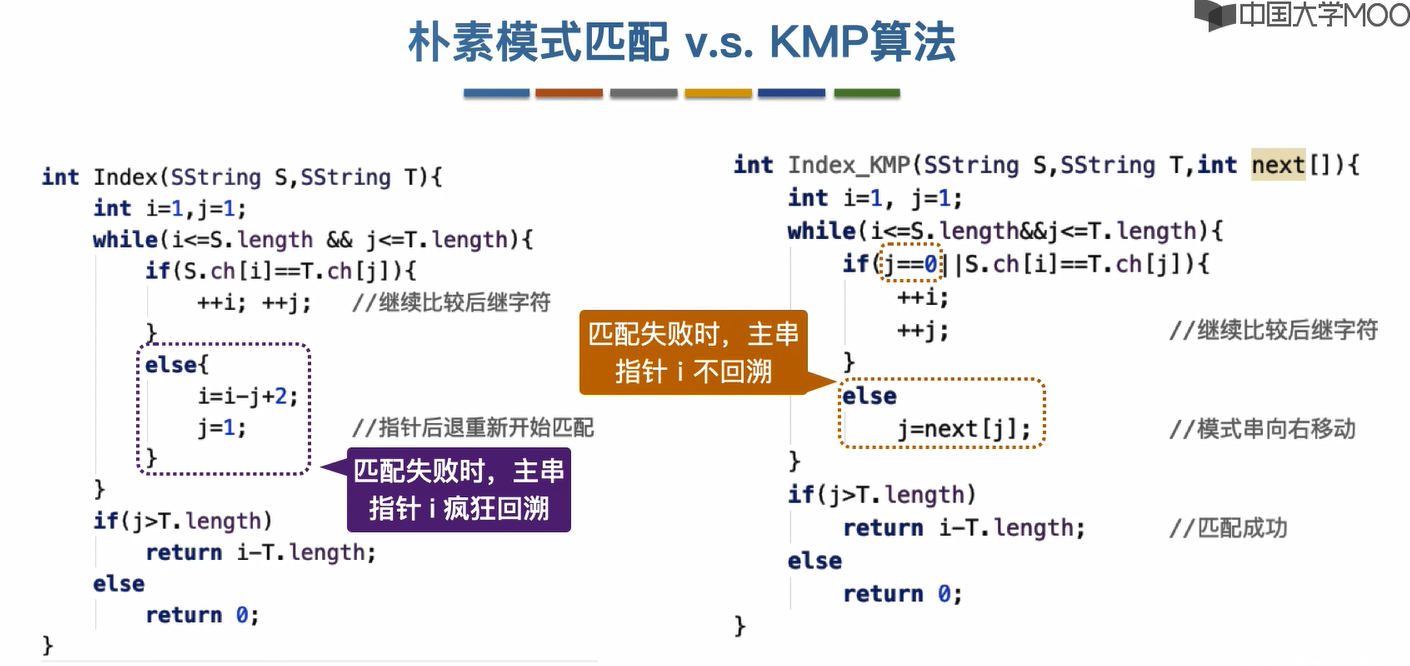 中国大学MOO
朴素模式匹配 v.s. KMP算法
int Index(SString S,SString T){
    int i=1,j=1;
    while(i<=S.length && j<=T.length){
        if(S.ch[i]==T.ch[j]){
            ++i; ++j;   //继续比较后继字符
        }
        else{
            i=i-j+2;
            j=1;        //指针后退重新开始匹配
        }
    }
    if(j>T.length)
        return i-T.length;
    else
        return 0;
}
匹配失败时，主串
指针 i 疯狂回溯
int Index_KMP(SString S,SString T,int next[]){
    int i=1, j=1;
    while(i<=S.length&&j<=T.length){
        if(j==0||S.ch[i]==T.ch[j]){
            ++i;
            ++j;                //继续比较后继字符
        }
        else
            j=next[j];          //模式串向右移动
    }
    if(j>T.length)
        return i-T.length;      //匹配成功
    else
        return 0;
}
匹配失败时，主串
指针 i 不回溯